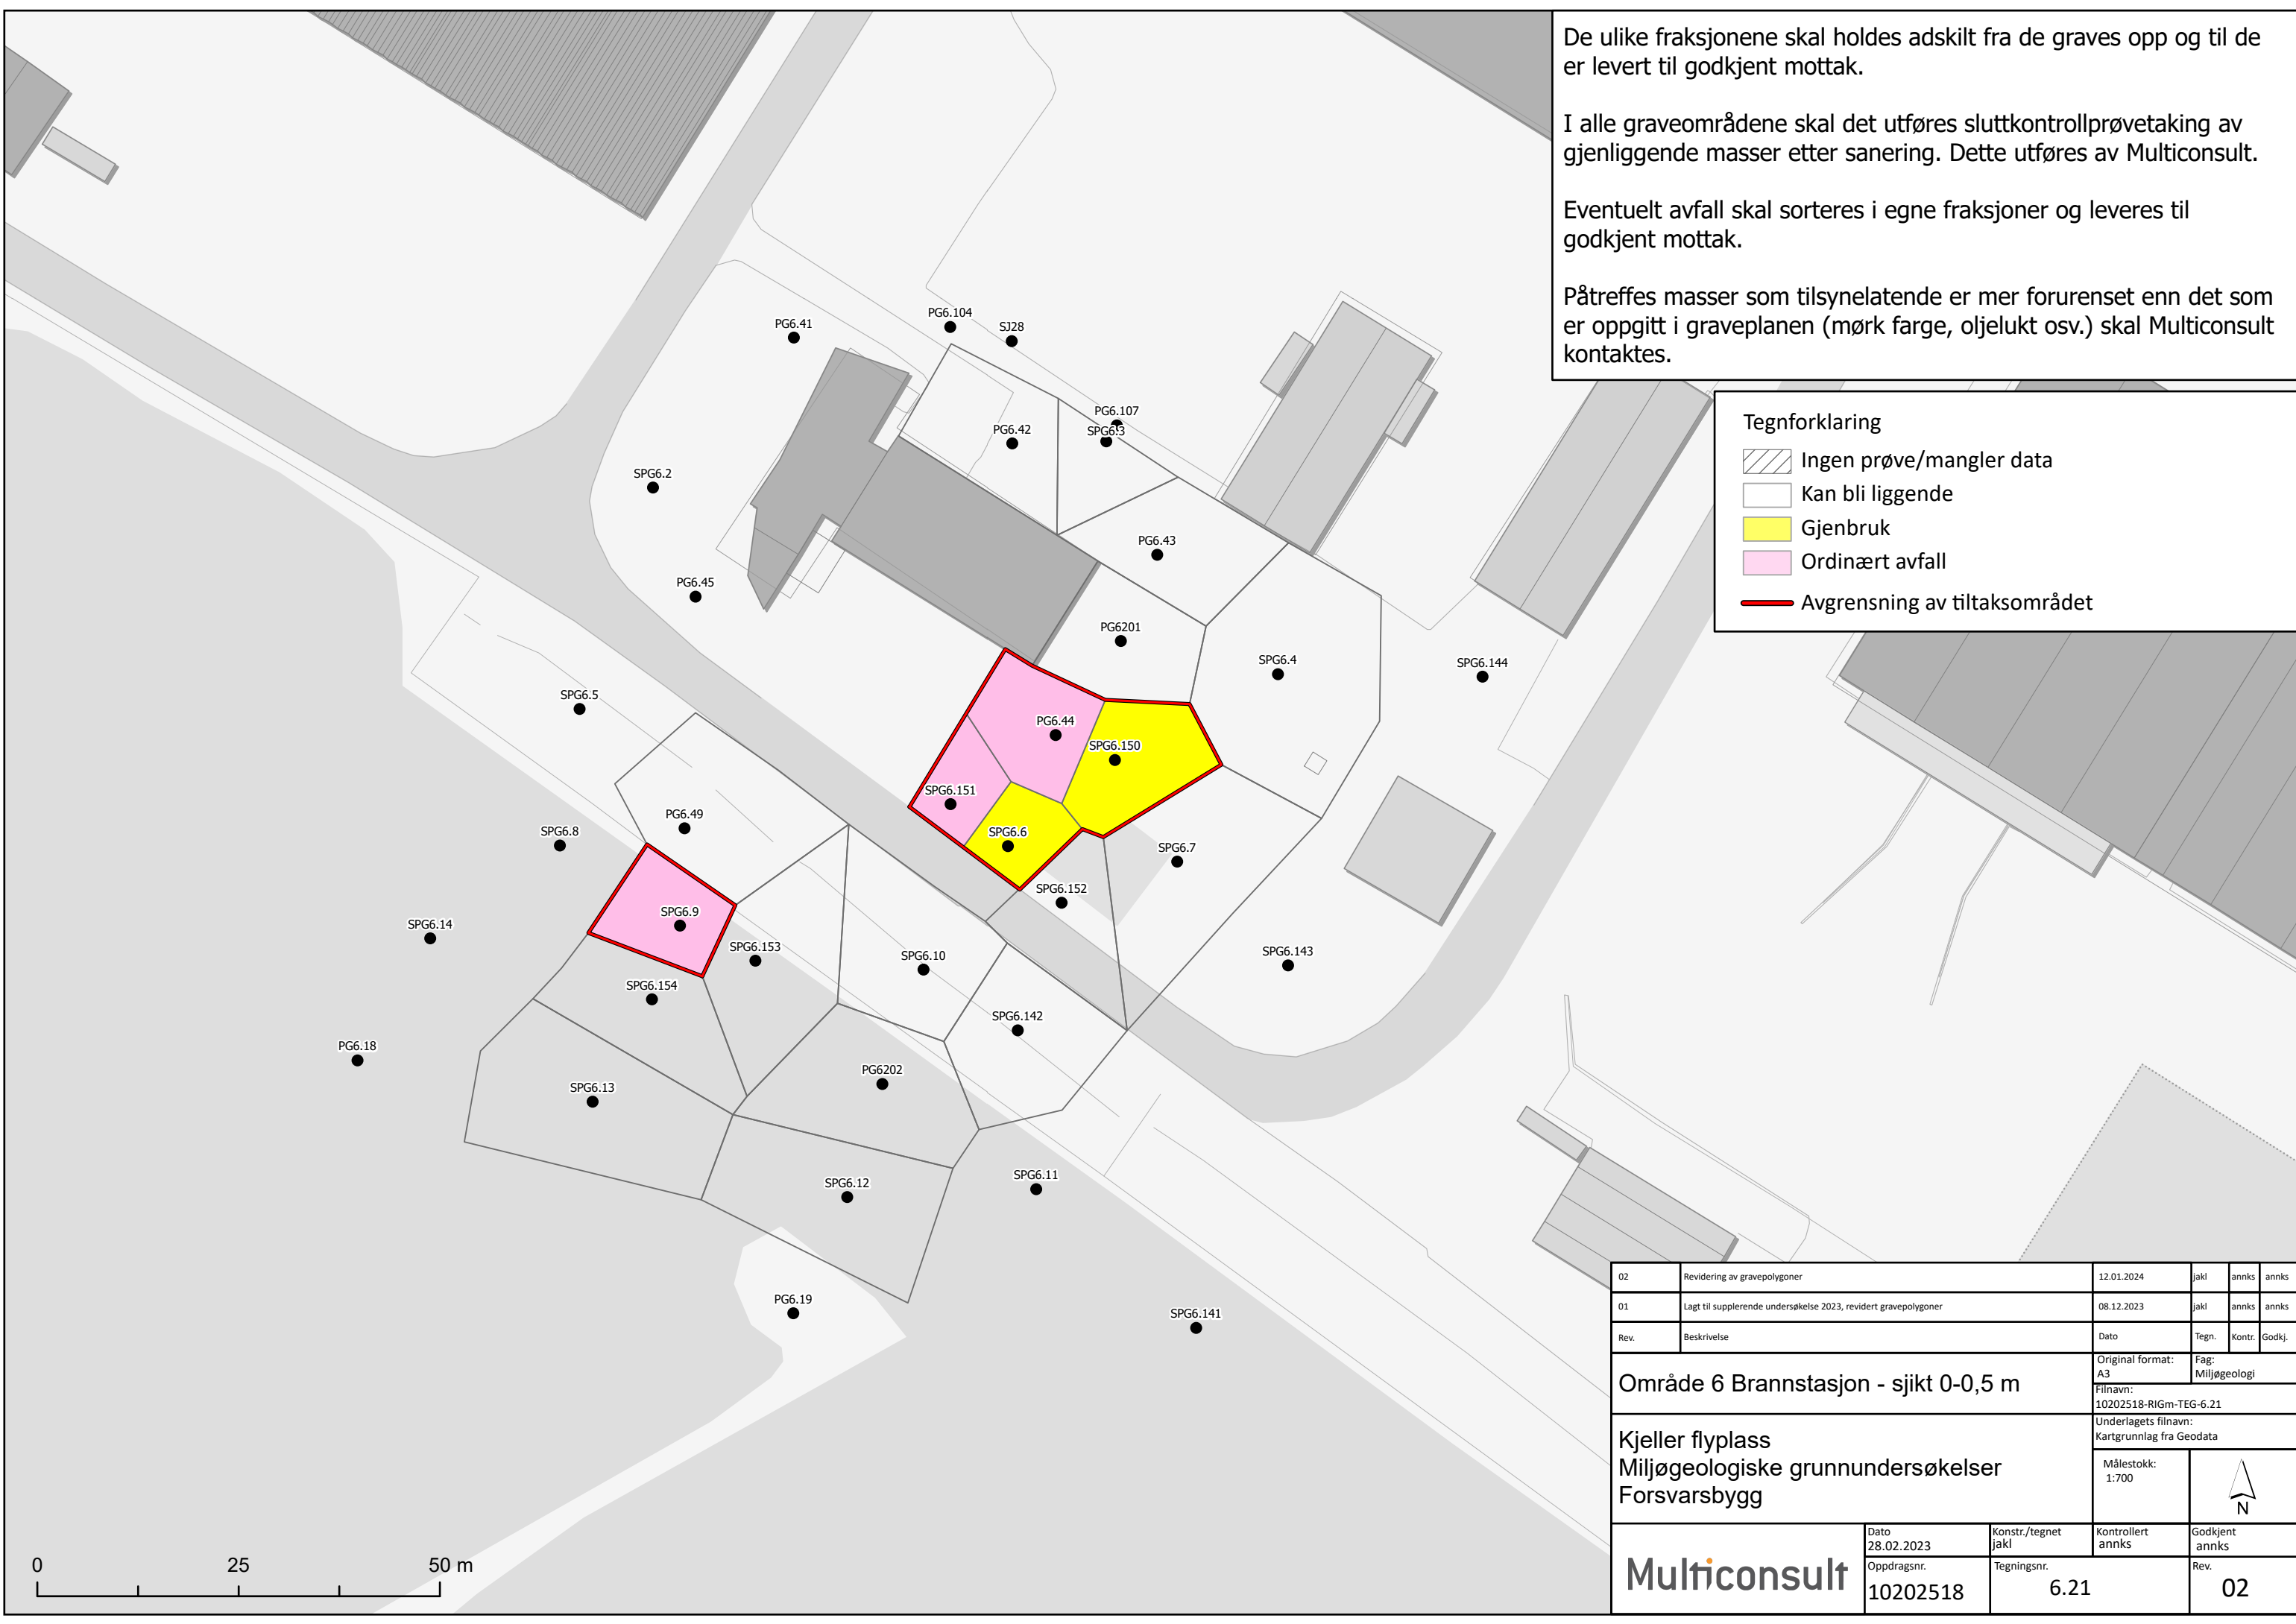 De ulike fraksjonene skal holdes adskilt fra de graves opp og til de
er levert til godkjent mottak.
I alle graveområdene skal det utføres sluttkontrollprøvetaking av
gjenliggende masser etter sanering. Dette utføres av Multiconsult.
Eventuelt avfall skal sorteres i egne fraksjoner og leveres til
godkjent mottak.
Påtreffes masser som tilsynelatende er mer forurenset enn det som
er oppgitt i graveplanen (mørk farge, oljelukt osv.) skal Multiconsult
kontaktes.
Tegnforklaring
Ingen prøve/mangler data
Kan bli liggende
Gjenbruk
Ordinært avfall
Avgrensning av tiltaksområdet
PG6.104
PG6.41
SJ28
PG6.107
PG6.42
SPG6.3
SPG6.2
PG6.43
PG6.45
PG6201
SPG6.4
SPG6.144
SPG6.5
PG6.44
SPG6.150
SPG6.151
PG6.49
SPG6.8
SPG6.6
SPG6.7
SPG6.152
SPG6.9
SPG6.14
SPG6.153
SPG6.10
SPG6.143
SPG6.154
SPG6.142
PG6.18
PG6202
SPG6.13
SPG6.11
SPG6.12
PG6.19
SPG6.141
0 25 50 m
02 Revidering av gravepolygoner 12.01.2024 jakl annks annks
01 Lagt til supplerende undersøkelse 2023, revidert gravepolygoner 08.12.2023 jakl annks annks
Rev. Beskrivelse Dato Tegn. Kontr. Godkj.
Område 6 Brannstasjon - sjikt 0-0,5 m
Original format:
A3
Fag:
Miljøgeologi
Filnavn:
10202518-RIGm-TEG-6.21
Kjeller flyplass
Miljøgeologiske grunnundersøkelser
Forsvarsbygg
Underlagets filnavn:
Kartgrunnlag fra Geodata
Målestokk:
1:700
N
Multiconsult
Dato
28.02.2023
Konstr./tegnet
jakl
Kontrollert
annks
Godkjent
annks
Oppdragsnr.
10202518
Tegningsnr.
6.21
Rev.
02